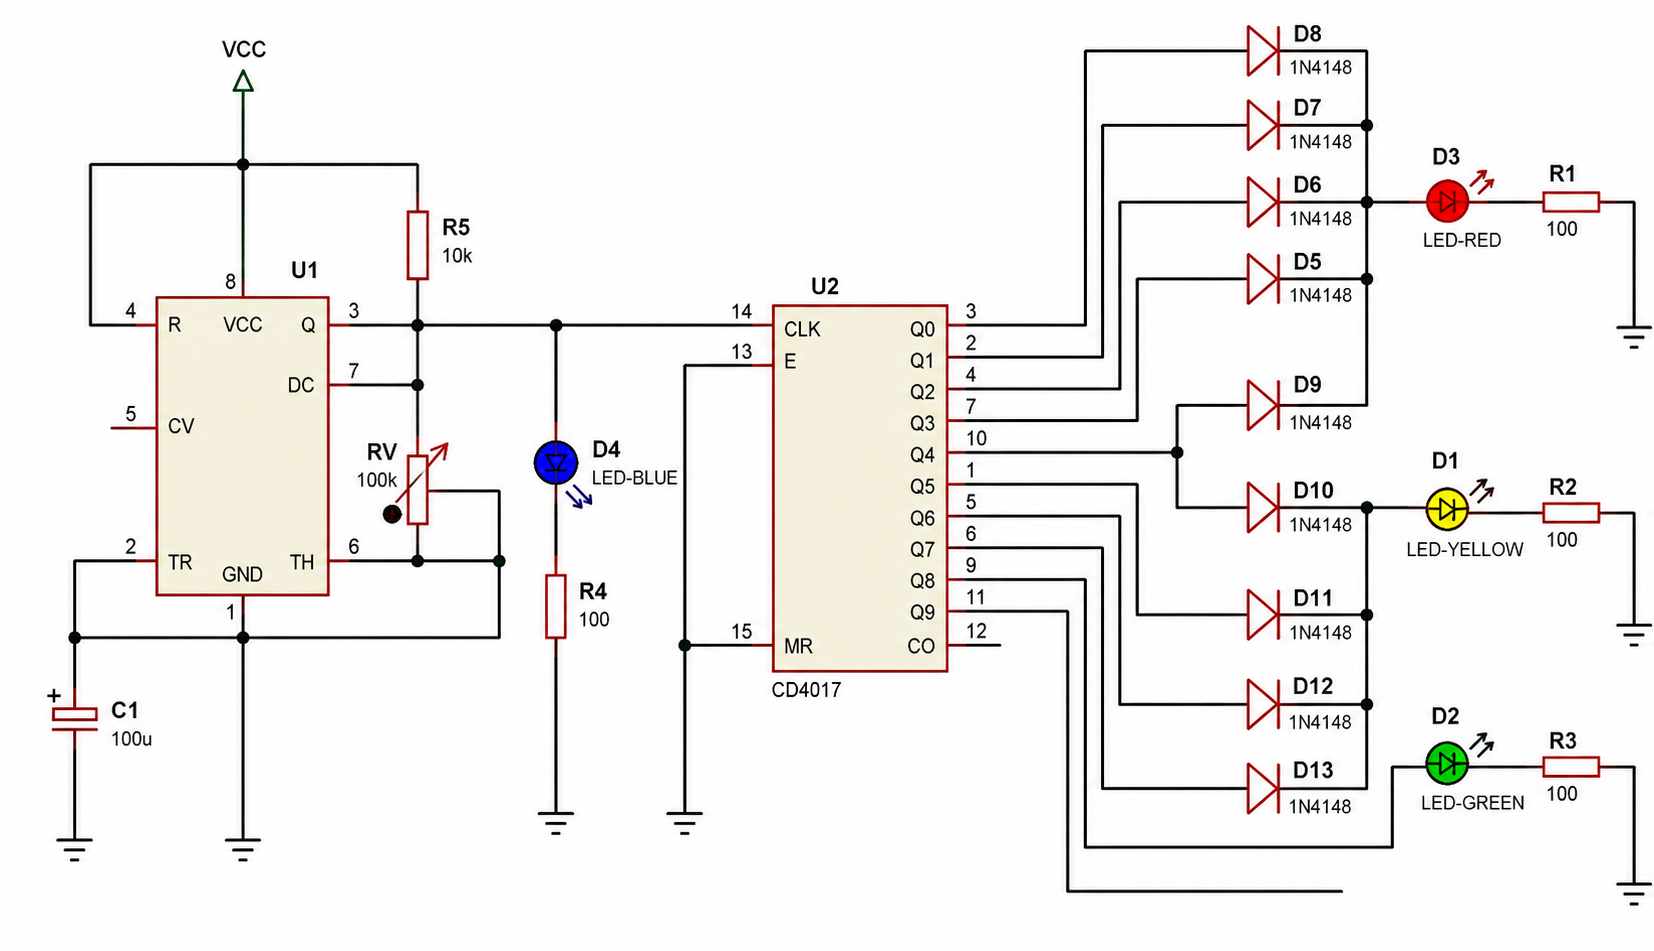 VCC
U1
8
4
R
VCC
Q
3
DC
7
5
CV
2
TR
GND
TH
6
1
R5
10k
RV
100k
+
C1
100u
D4
LED-BLUE
R4
100
U2
14
CLK
13
E
15
MR
Q0
3
Q1
2
Q2
4
Q3
7
Q4
10
Q5
1
Q6
5
Q7
6
Q8
9
Q9
11
CO
12
CD4017
D8
1N4148
D7
1N4148
D6
1N4148
D5
1N4148
D9
1N4148
D10
1N4148
D11
1N4148
D12
1N4148
D13
1N4148
D3
LED-RED
R1
100
D1
LED-YELLOW
R2
100
D2
LED-GREEN
R3
100